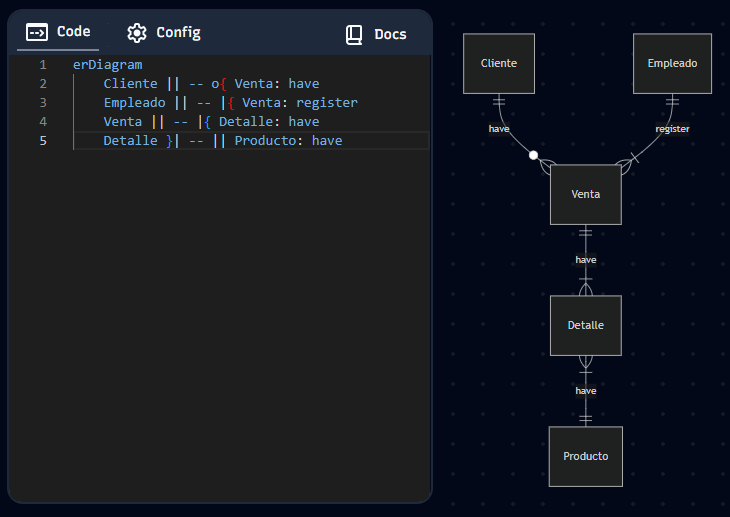 Code Config Docs
1 erDiagram
2 Cliente || -- o{ Venta: have
3 Empleado || -- |{ Venta: register
4 Venta || -- |{ Detalle: have
5 Detalle }| -- || Producto: have
Cliente Empleado
have register
Venta
have
Detalle
have
Producto